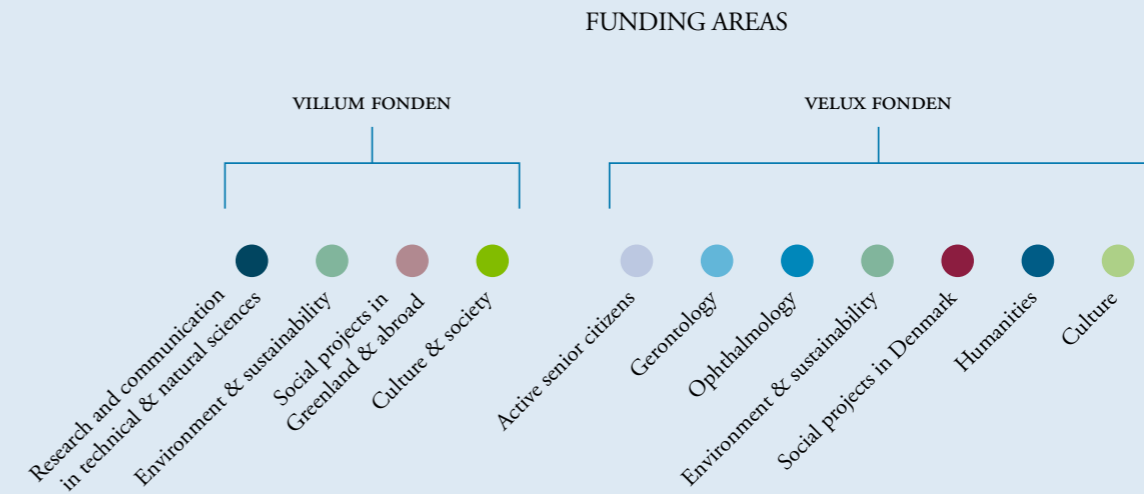 FUNDING AREAS
VILLUM FONDEN
VELUX FONDEN
Research and communication
in technical & natural sciences
Environment & sustainability
Social projects in
Greenland & abroad
Culture & society
Active senior citizens
Gerontology
Ophthalmology
Environment & sustainability
Social projects in Denmark
Humanities
Culture